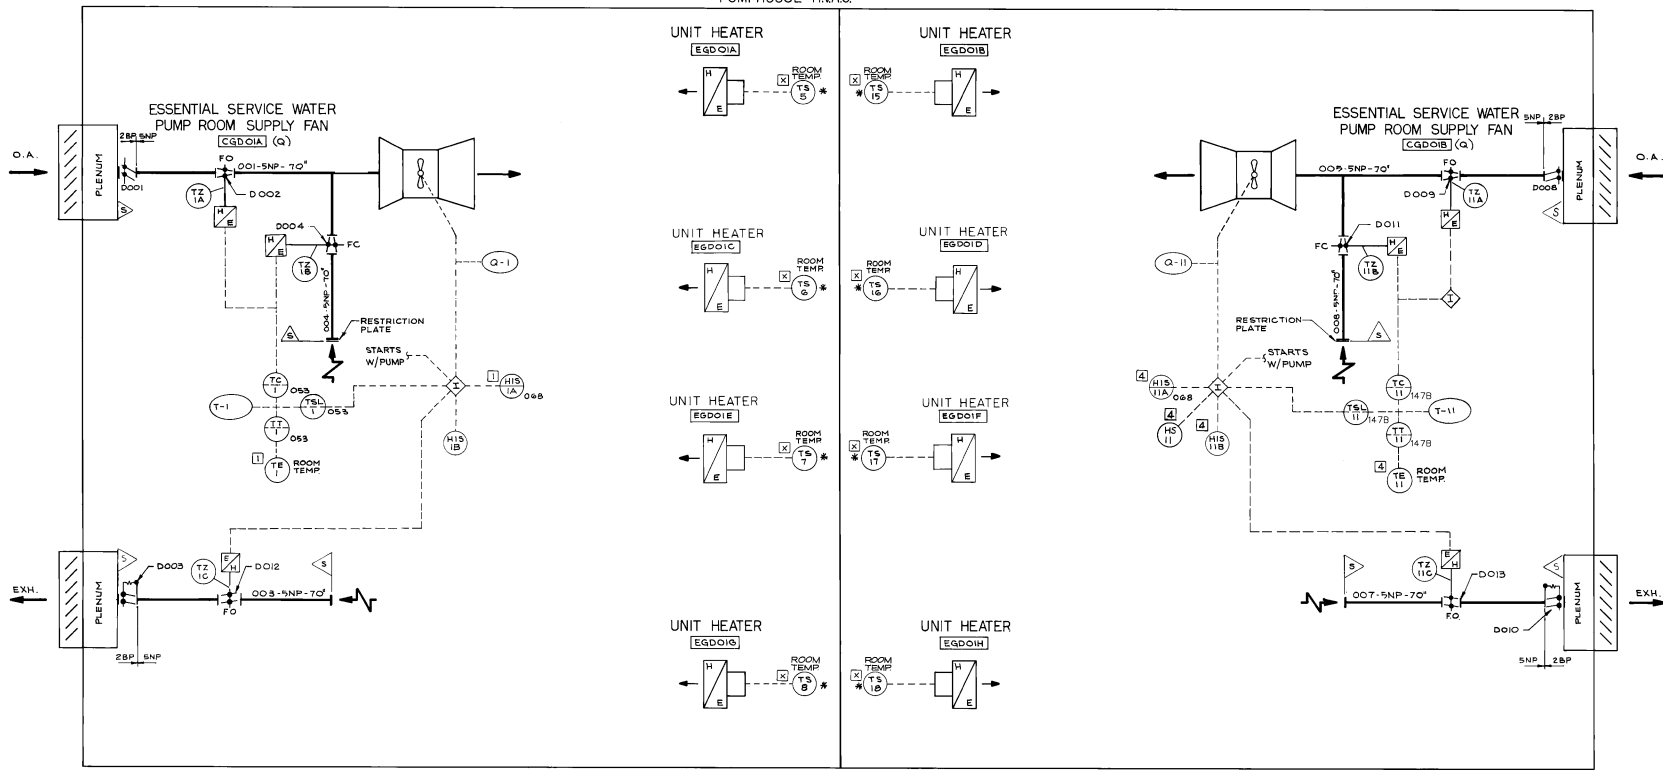 UNIT HEATER
EGD01A
H
E
ROOM
TEMP.
X
TS
5
*
UNIT HEATER
EGD01B
ROOM
TEMP.
X
*
TS
15
H
E
ESSENTIAL SERVICE WATER
PUMP ROOM SUPPLY FAN
CGD01A (Q)
2BP 5NP
O.A.
PLENUM
S
D001
FO
001-5NP-70"
D002
TZ
1A
H
E
D004
H
E
FC
TZ
1B
004-5NP-70"
S
RESTRICTION
PLATE
Q-1
STARTS
W/PUMP
I
1
HIS
1A
068
HIS
1B
TC
1
053
T-1
TSL
1
053
TT
1
053
1
TE
1
ROOM
TEMP.
UNIT HEATER
EGD01C
H
E
ROOM
TEMP.
X
TS
6
*
UNIT HEATER
EGD01D
ROOM
TEMP.
X
*
TS
16
H
E
UNIT HEATER
EGD01E
H
E
ROOM
TEMP.
X
TS
7
*
UNIT HEATER
EGD01F
ROOM
TEMP.
X
*
TS
17
H
E
UNIT HEATER
EGD01G
H
E
ROOM
TEMP.
X
TS
8
*
UNIT HEATER
EGD01H
ROOM
TEMP.
X
*
TS
18
H
E
EXH.
PLENUM
S
D003
TZ
1C
E
H
D012
S
003-5NP-70"
FO
2BP 5NP
ESSENTIAL SERVICE WATER
PUMP ROOM SUPPLY FAN
CGD01B (Q)
5NP 2BP
O.A.
PLENUM
S
D008
FO
005-5NP-70"
D009
TZ
11A
H
E
D011
FC
H
E
TZ
11B
008-5NP-70"
I
RESTRICTION
PLATE
S
Q-11
STARTS
W/PUMP
4
HIS
11A
068
I
4
HS
11
4
HIS
11B
TC
11
147B
TSL
11
147B
T-11
TT
11
147B
4
TE
11
ROOM
TEMP.
S
007-5NP-70"
TZ
11C
E
H
D013
F.O.
S
D010
PLENUM
EXH.
5NP 2BP